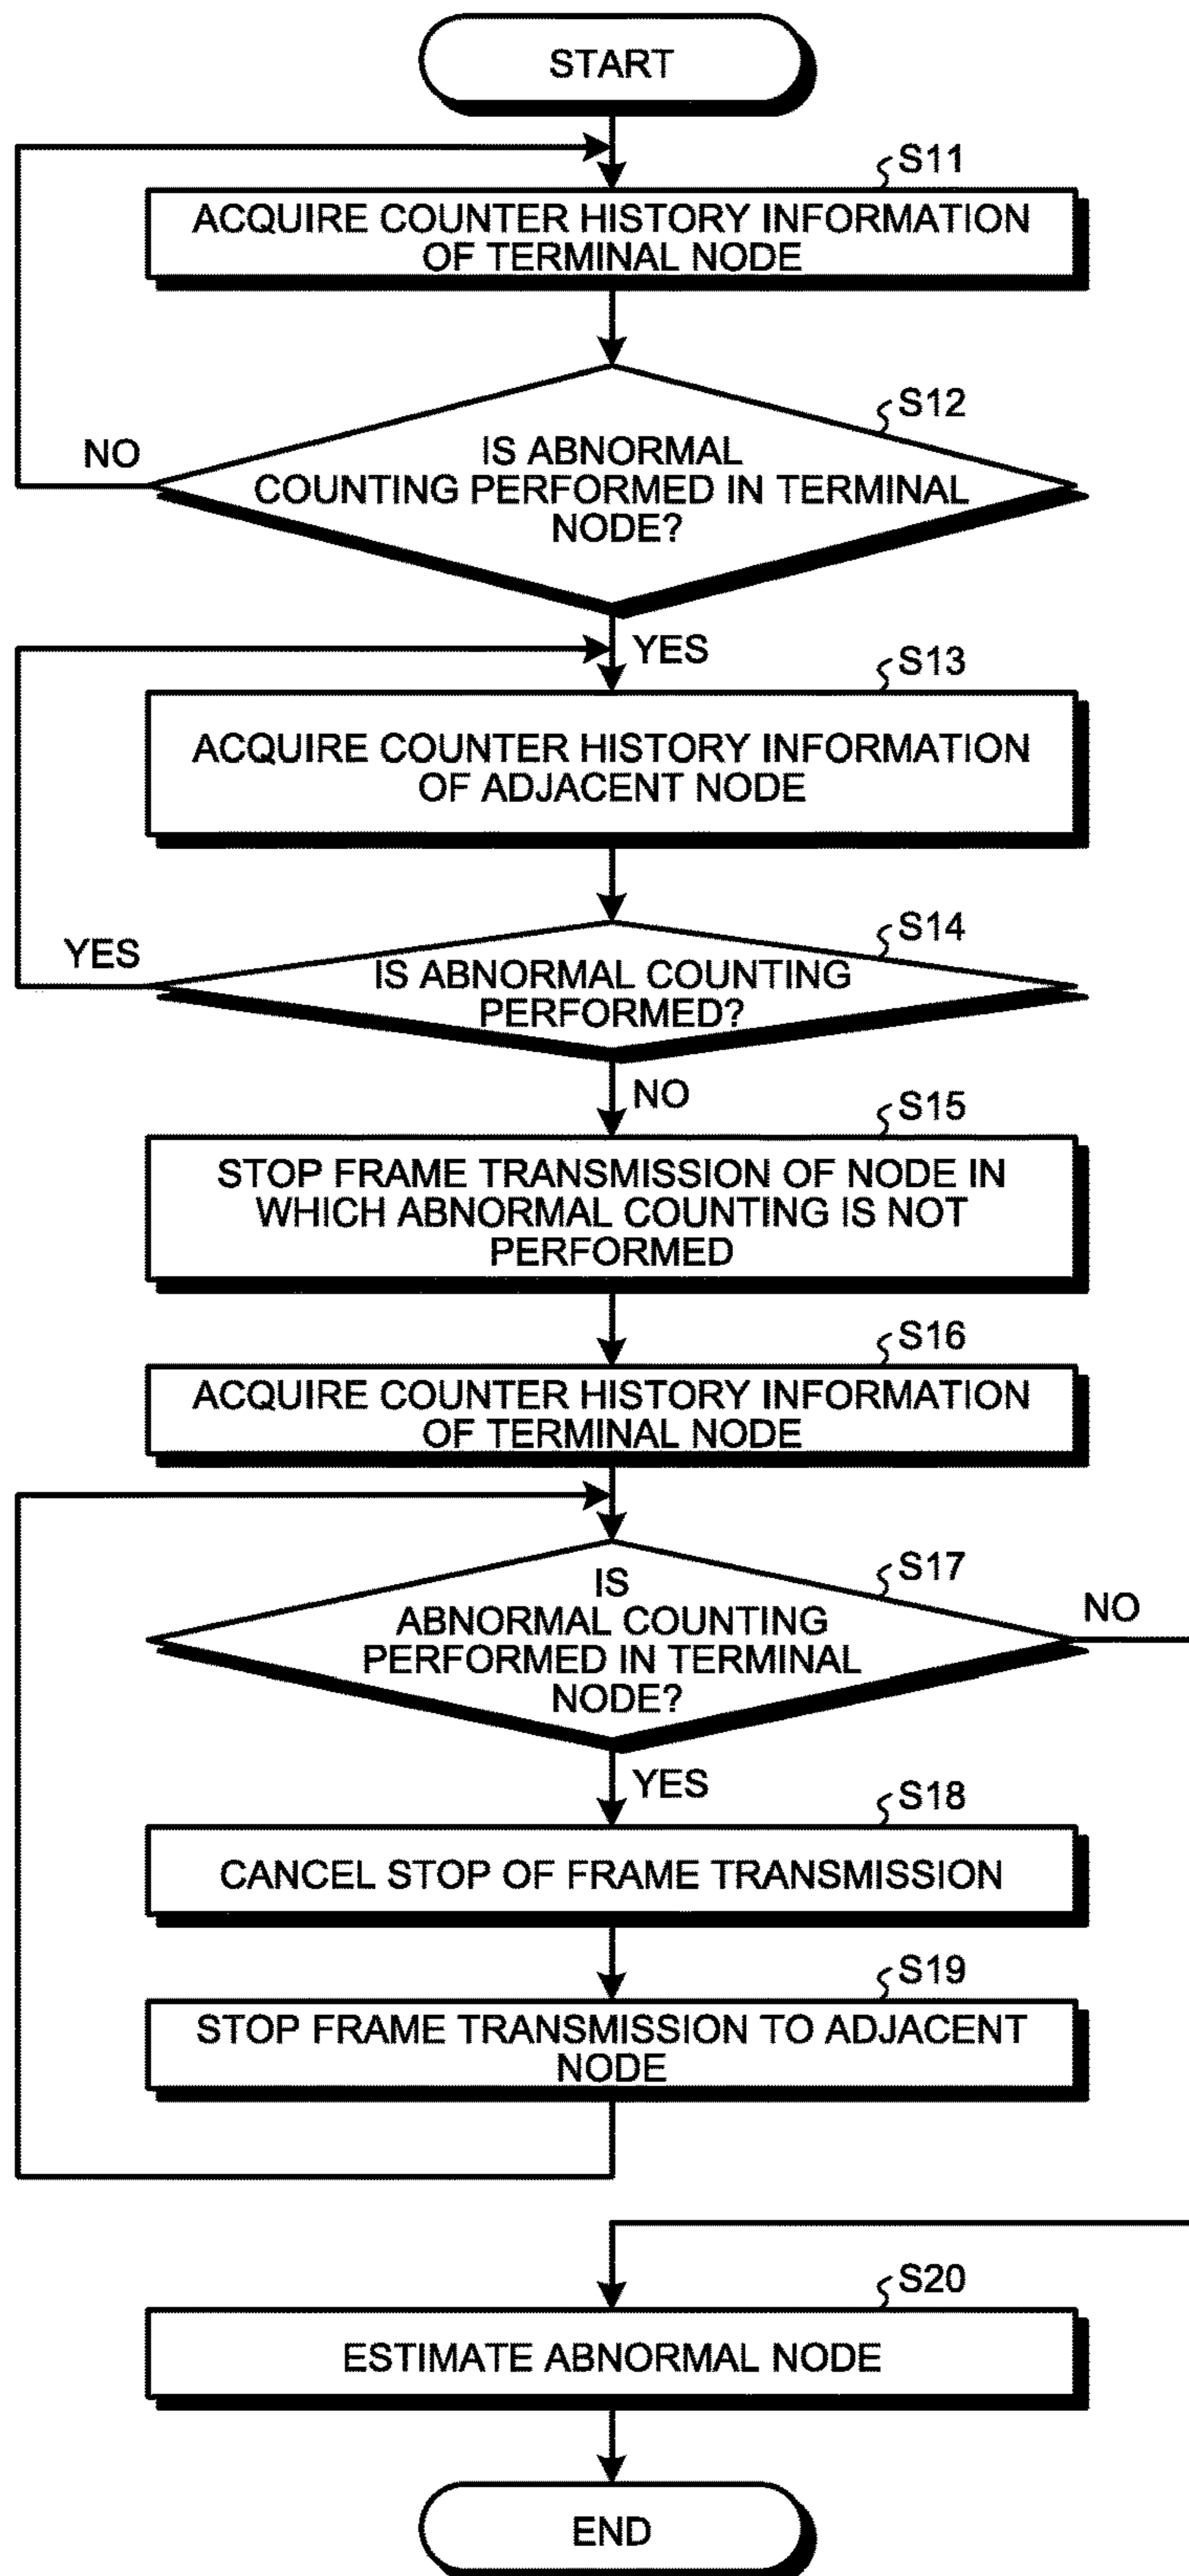 START
S11
ACQUIRE COUNTER HISTORY INFORMATION
OF TERMINAL NODE
S12
IS ABNORMAL
COUNTING PERFORMED IN TERMINAL
NODE?
NO
YES
S13
ACQUIRE COUNTER HISTORY INFORMATION
OF ADJACENT NODE
S14
IS ABNORMAL COUNTING
PERFORMED?
YES
NO
S15
STOP FRAME TRANSMISSION OF NODE IN
WHICH ABNORMAL COUNTING IS NOT
PERFORMED
S16
ACQUIRE COUNTER HISTORY INFORMATION
OF TERMINAL NODE
S17
IS
ABNORMAL COUNTING
PERFORMED IN TERMINAL
NODE?
NO
YES
S18
CANCEL STOP OF FRAME TRANSMISSION
S19
STOP FRAME TRANSMISSION TO ADJACENT
NODE
S20
ESTIMATE ABNORMAL NODE
END